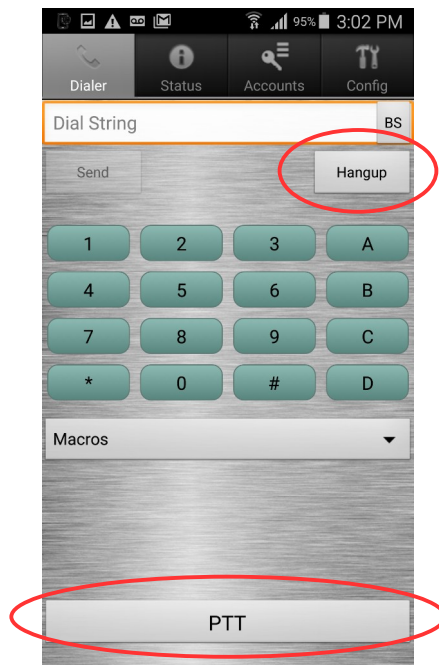 95% 3:02 PM
Dialer Status Accounts Config
Dial String BS
Send Hangup
1 2 3 A
4 5 6 B
7 8 9 C
* 0 # D
Macros
PTT